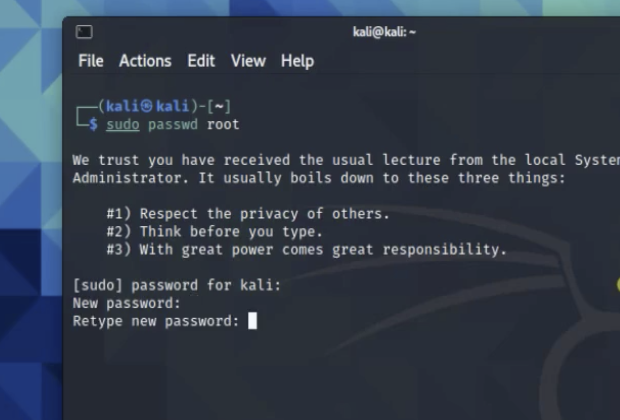 kali@kali: ~
File Actions Edit View Help
┌──(kali㉿kali)-[~]
└─$ sudo passwd root
We trust you have received the usual lecture from the local System
Administrator. It usually boils down to these three things:
#1) Respect the privacy of others.
#2) Think before you type.
#3) With great power comes great responsibility.
[sudo] password for kali:
New password:
Retype new password: